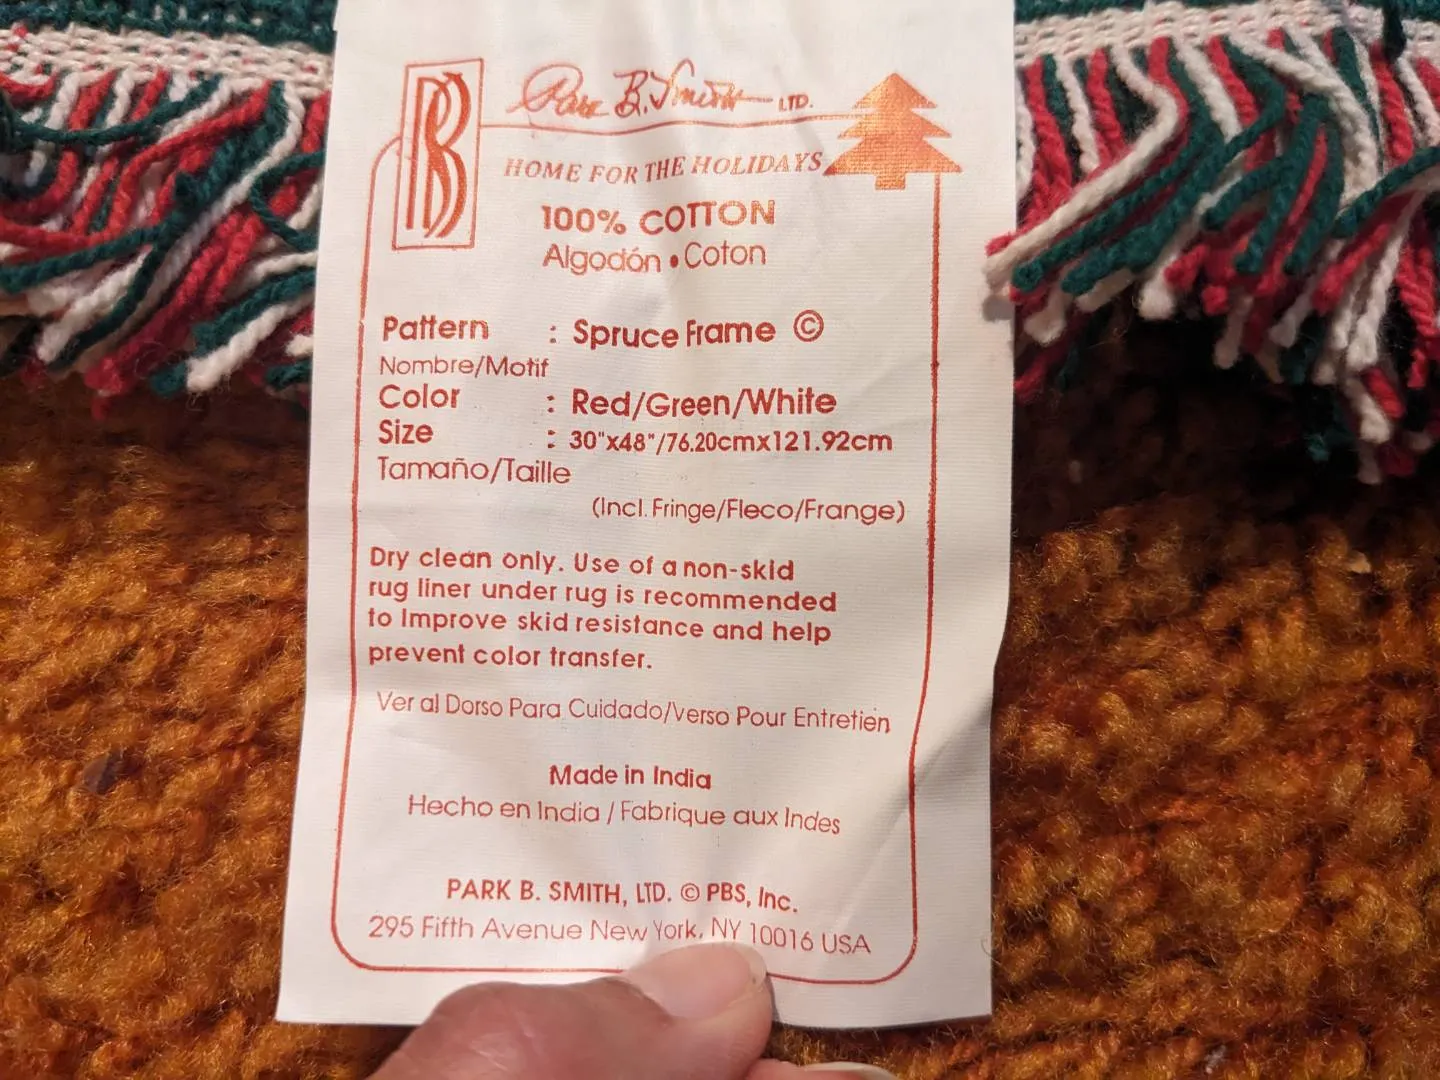 PBS
Park B. Smith LTD.
HOME FOR THE HOLIDAYS
100% COTTON
Algodón • Coton
Pattern : Spruce Frame ©
Nombre/Motif
Color : Red/Green/White
Size : 30"x48"/76.20cmx121.92cm
Tamaño/Taille
(Incl. Fringe/Fleco/Frange)
Dry clean only. Use of a non-skid
rug liner under rug is recommended
to Improve skid resistance and help
prevent color transfer.
Ver al Dorso Para Cuidado/Verso Pour Entretien
Made in India
Hecho en India / Fabrique aux Indes
PARK B. SMITH, LTD. © PBS, Inc.
295 Fifth Avenue New York, NY 10016 USA